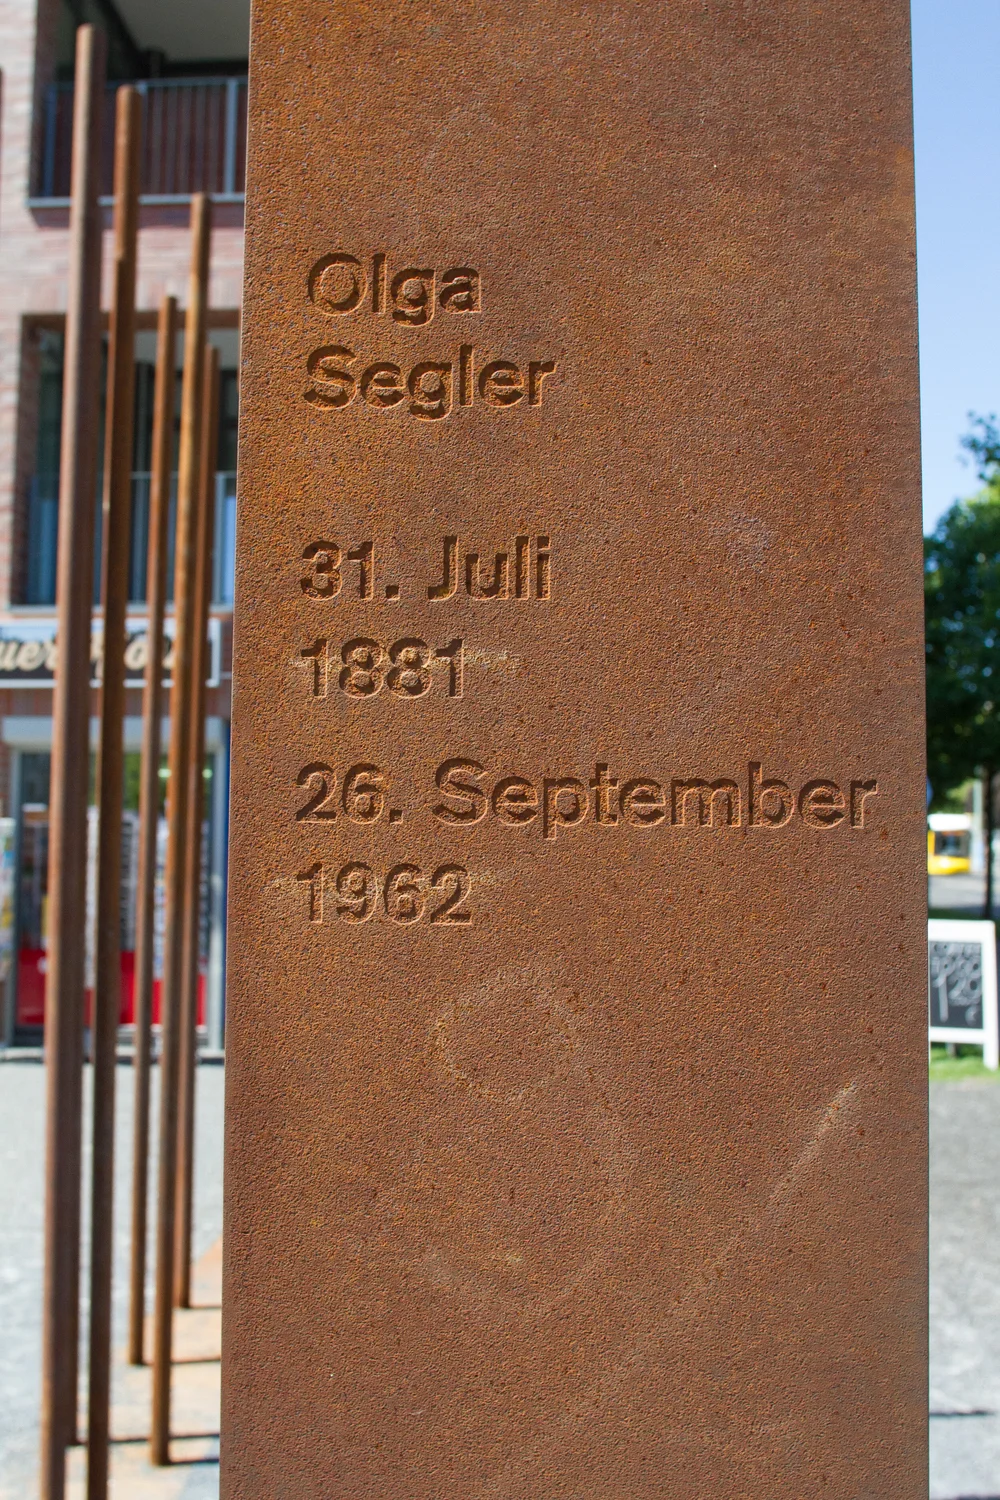 Olga
Segler
31. Juli
1881
26. September
1962